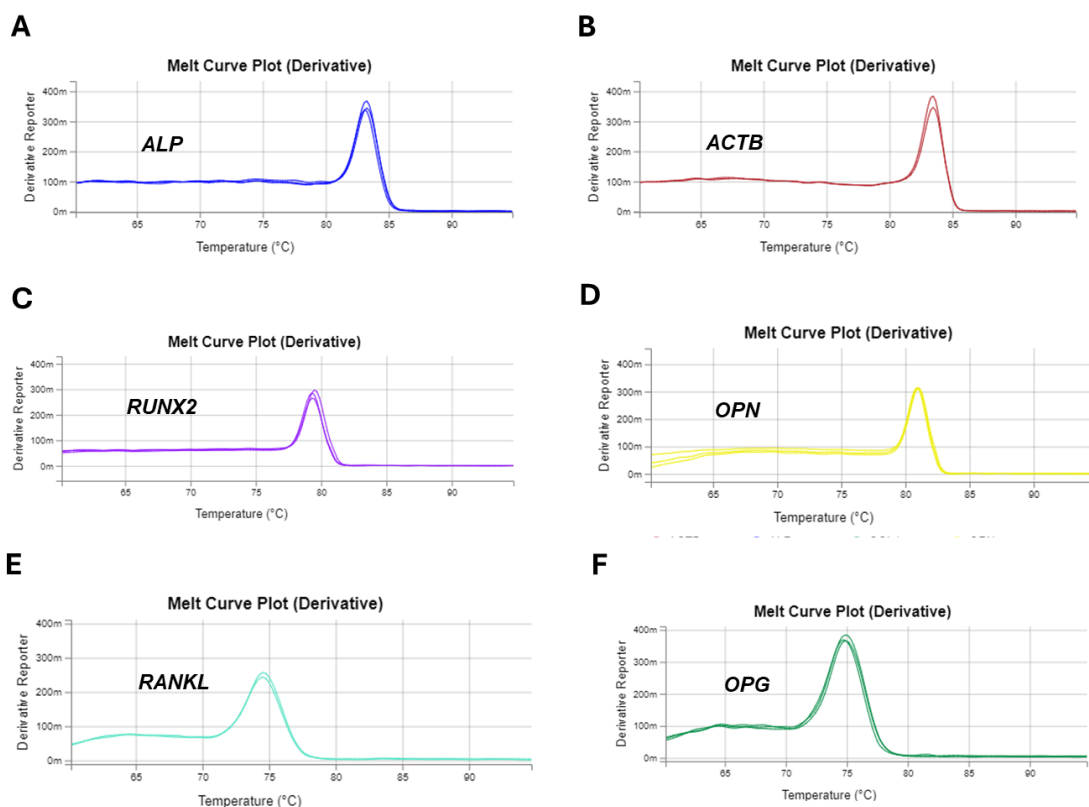 A
Melt Curve Plot (Derivative)
Derivative Reporter
400m
300m
200m
100m
0m
ALP
65 70 75 80 85 90
Temperature (°C)
B
Melt Curve Plot (Derivative)
Derivative Reporter
400m
300m
200m
100m
0m
ACTB
65 70 75 80 85 90
Temperature (°C)
C
Melt Curve Plot (Derivative)
Derivative Reporter
400m
300m
200m
100m
0m
RUNX2
65 70 75 80 85 90
Temperature (°C)
D
Melt Curve Plot (Derivative)
Derivative Reporter
400m
300m
200m
100m
0m
OPN
65 70 75 80 85 90
Temperature (°C)
E
Melt Curve Plot (Derivative)
Derivative Reporter
400m
300m
200m
100m
0m
RANKL
65 70 75 80 85 90
Temperature (°C)
F
Melt Curve Plot (Derivative)
Derivative Reporter
400m
300m
200m
100m
0m
OPG
65 70 75 80 85 90
Temperature (°C)